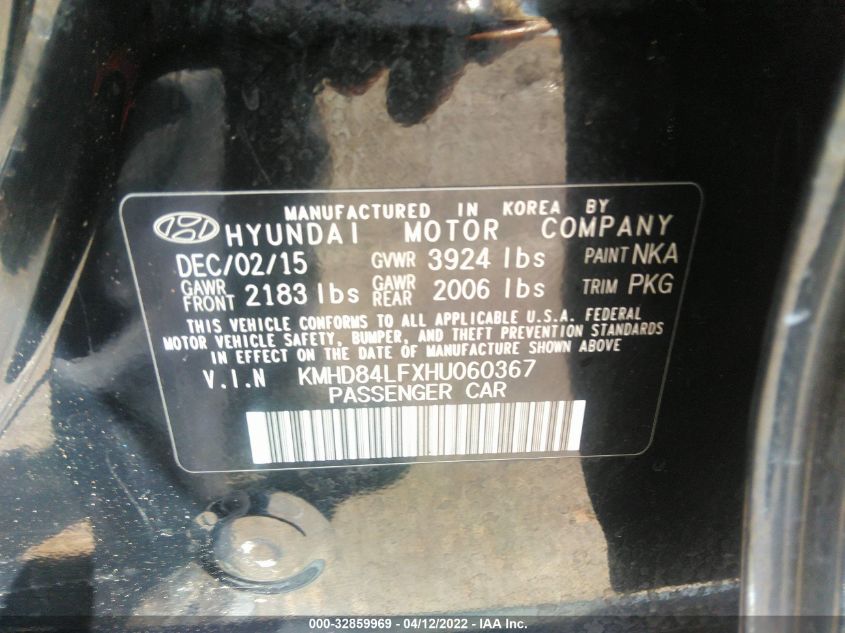 MANUFACTURED IN KOREA BY
HYUNDAI MOTOR COMPANY
DEC/02/15 GVWR 3924 lbs PAINT NKA
GAWR FRONT 2183 lbs GAWR REAR 2006 lbs TRIM PKG
THIS VEHICLE CONFORMS TO ALL APPLICABLE U.S.A. FEDERAL
MOTOR VEHICLE SAFETY, BUMPER, AND THEFT PREVENTION STANDARDS
IN EFFECT ON THE DATE OF MANUFACTURE SHOWN ABOVE
V.I.N KMHD84LFXHU060367
PASSENGER CAR
000-32859969 - 04/12/2022 - Copyright IAA, Inc.